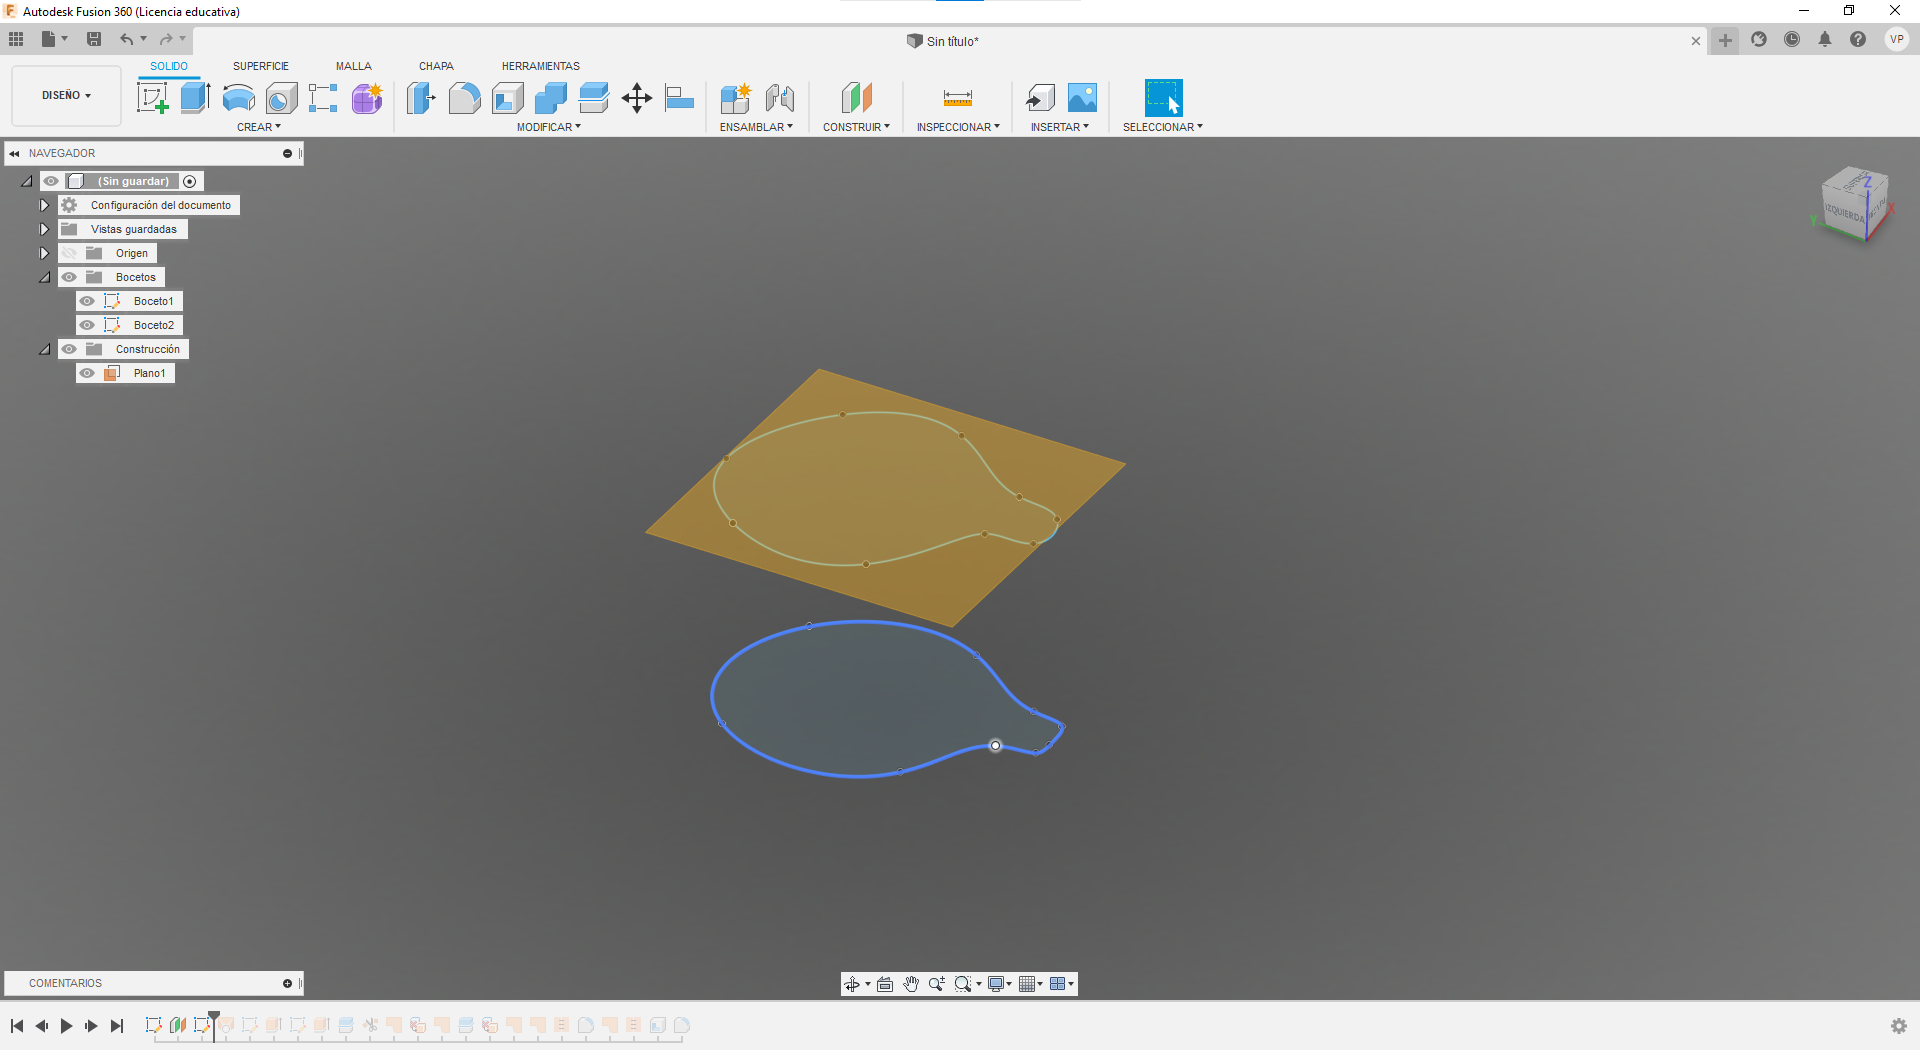 Autodesk Fusion 360 (Licencia educativa)
Sin título*
VP
DISEÑO
SOLIDO
SUPERFICIE
MALLA
CHAPA
HERRAMIENTAS
CREAR
MODIFICAR
ENSAMBLAR
CONSTRUIR
INSPECCIONAR
INSERTAR
SELECCIONAR
NAVEGADOR
(Sin guardar)
Configuración del documento
Vistas guardadas
Origen
Bocetos
Boceto1
Boceto2
Construcción
Plano1
Z
IZQUIERDA
X
Y
COMENTARIOS